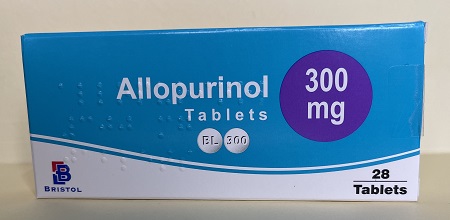 Allopurinol
Tablets
300
mg
BL 300
28
Tablets
BRISTOL